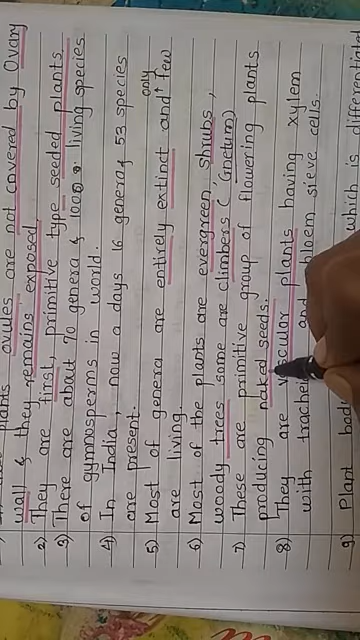 plants ovules are not covered by Ovary
wall & they remains exposed
2) They are first, primitive type seeded plants
3) There are about 70 genera & 1000 living species
of gymnosperms in world.
4) In India, now a days 16 genera & 53 species
are present.
5) Most of genera are entirely extinct and only few
are living.
6) Most of the plants are evergreen, shrubs,
woody trees some are climbers (Gnetum)
7) These are primitive group of flowering plants
producing naked seeds.
8) They are vascular plants having xylem
with and phloem sieve cells.
9) Plant which is